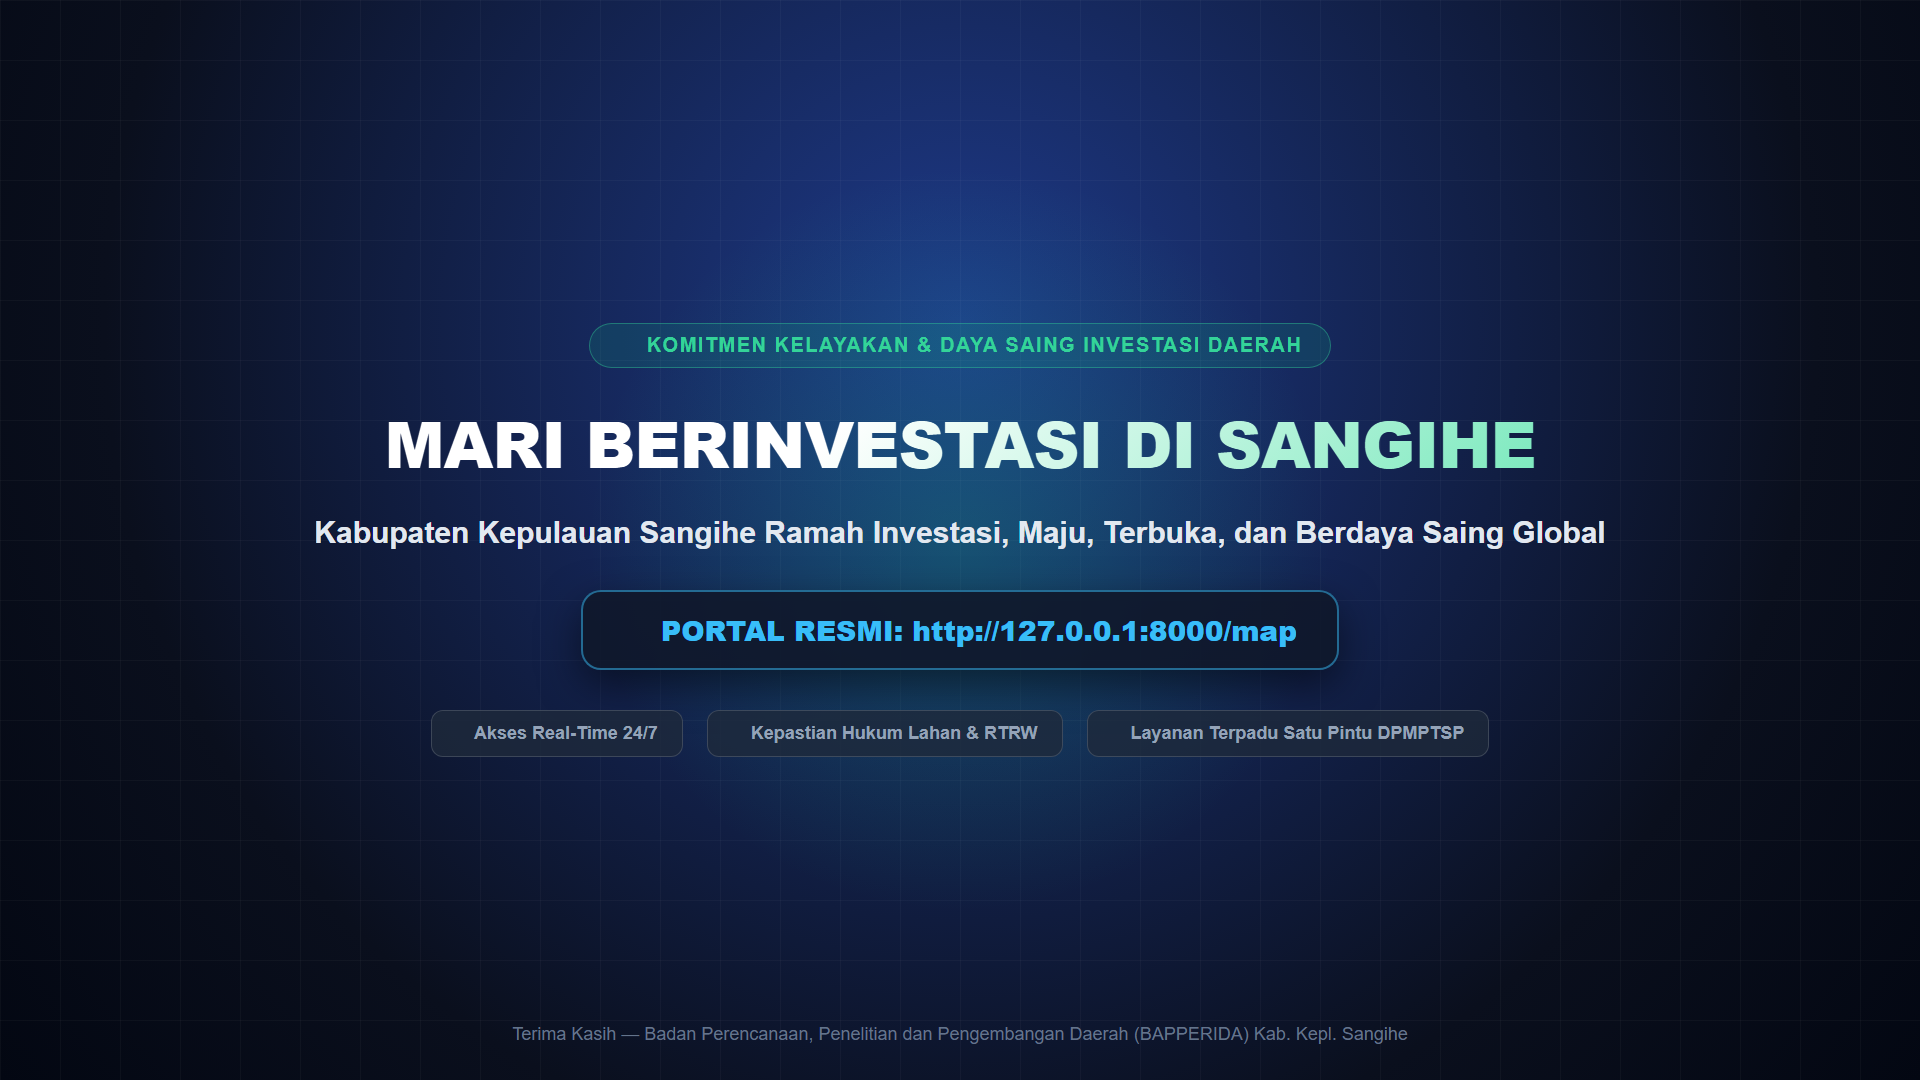 KOMITMEN KELAYAKAN & DAYA SAING INVESTASI DAERAH
MARI BERINVESTASI DI SANGIHE
Kabupaten Kepulauan Sangihe Ramah Investasi, Maju, Terbuka, dan Berdaya Saing Global
PORTAL RESMI: http://127.0.0.1:8000/map
Akses Real-Time 24/7
Kepastian Hukum Lahan & RTRW
Layanan Terpadu Satu Pintu DPMPTSP
Terima Kasih — Badan Perencanaan, Penelitian dan Pengembangan Daerah (BAPPERIDA) Kab. Kepl. Sangihe